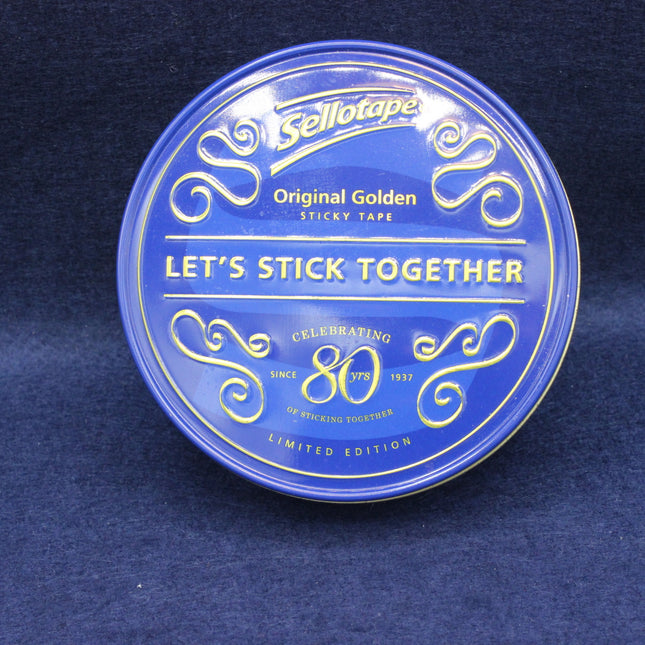 Sellotape
Original Golden
STICKY TAPE
LET'S STICK TOGETHER
CELEBRATING
SINCE 80 yrs 1937
OF STICKING TOGETHER
LIMITED EDITION